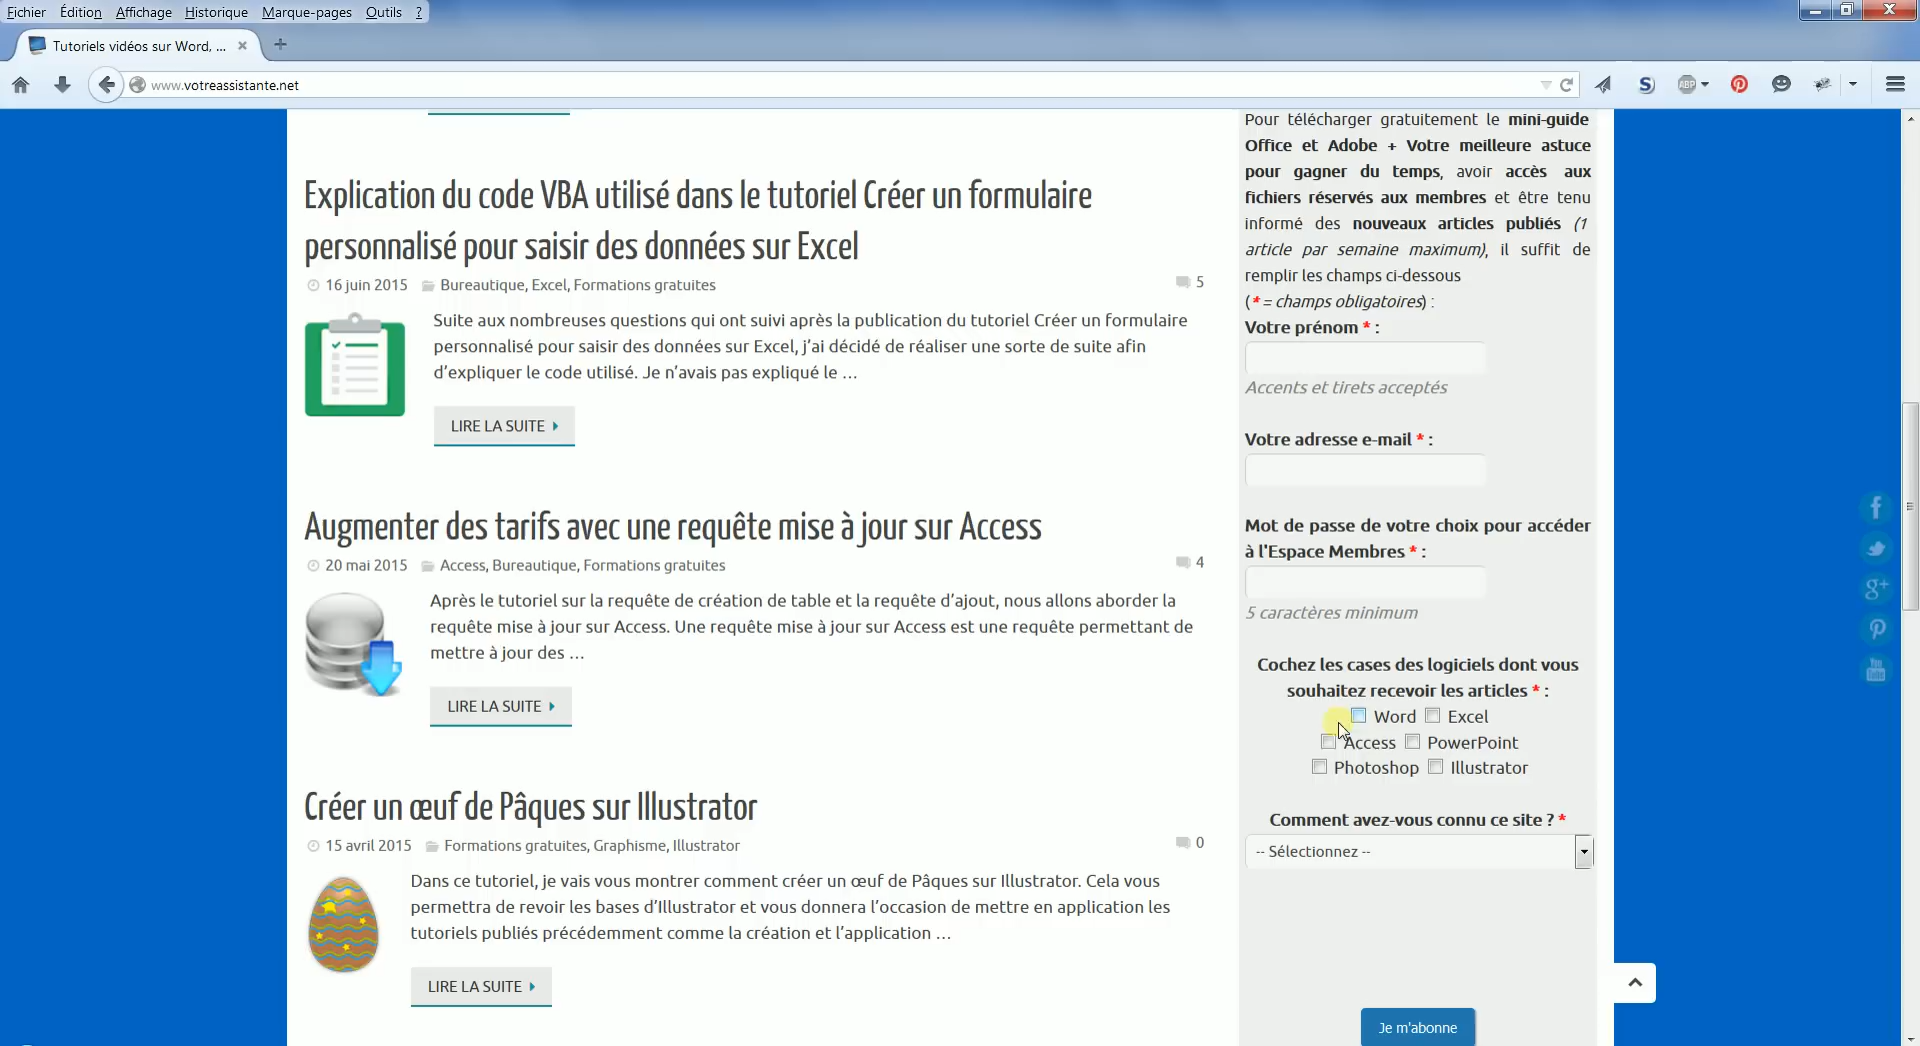 Fichier Édition Affichage Historique Marque-pages Outils ?
Tutoriels vidéos sur Word, ...
www.votreassistante.net
S ABP
Explication du code VBA utilisé dans le tutoriel Créer un formulaire
personnalisé pour saisir des données sur Excel
16 juin 2015 Bureautique, Excel, Formations gratuites 5
Suite aux nombreuses questions qui ont suivi après la publication du tutoriel Créer un formulaire
personnalisé pour saisir des données sur Excel, j’ai décidé de réaliser une sorte de suite afin
d’expliquer le code utilisé. Je n’avais pas expliqué le …
LIRE LA SUITE
Augmenter des tarifs avec une requête mise à jour sur Access
20 mai 2015 Access, Bureautique, Formations gratuites 4
Après le tutoriel sur la requête de création de table et la requête d’ajout, nous allons aborder la
requête mise à jour sur Access. Une requête mise à jour sur Access est une requête permettant de
mettre à jour des …
LIRE LA SUITE
Créer un œuf de Pâques sur Illustrator
15 avril 2015 Formations gratuites, Graphisme, Illustrator 0
Dans ce tutoriel, je vais vous montrer comment créer un œuf de Pâques sur Illustrator. Cela vous
permettra de revoir les bases d’Illustrator et vous donnera l’occasion de mettre en application les
tutoriels publiés précédemment comme la création et l’application …
LIRE LA SUITE
Pour télécharger gratuitement le mini-guide
Office et Adobe + Votre meilleure astuce
pour gagner du temps, avoir accès aux
fichiers réservés aux membres et être tenu
informé des nouveaux articles publiés (1
article par semaine maximum), il suffit de
remplir les champs ci-dessous
(* = champs obligatoires) :
Votre prénom * :
Accents et tirets acceptés
Votre adresse e-mail * :
Mot de passe de votre choix pour accéder
à l'Espace Membres * :
5 caractères minimum
Cochez les cases des logiciels dont vous
souhaitez recevoir les articles * :
Word Excel
Access PowerPoint
Photoshop Illustrator
Comment avez-vous connu ce site ? *
-- Sélectionnez --
Je m'abonne
f
g+
You Tube